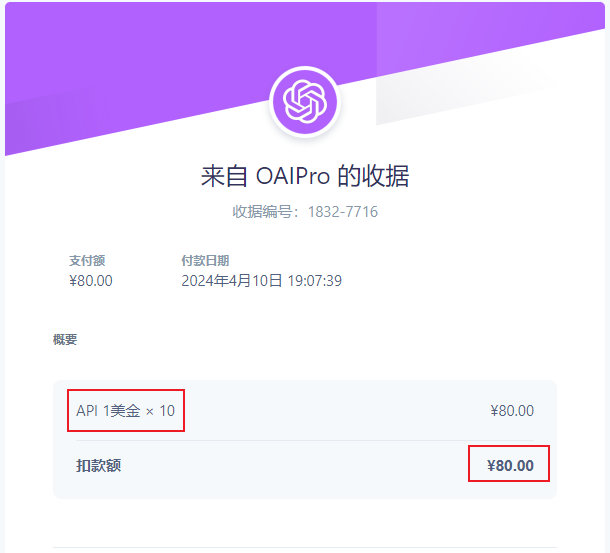 来自 OAIPro 的收据
收据编号：1832-7716
支付额 付款日期
¥80.00 2024年4月10日 19:07:39
概要
API 1美金 × 10 ¥80.00
扣款额 ¥80.00